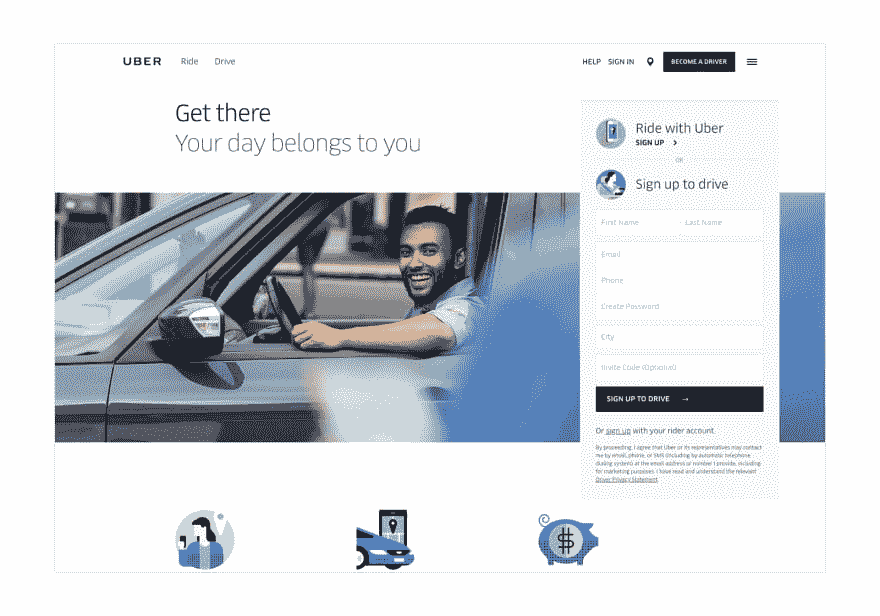 UBER Ride Drive HELP SIGN IN BECOME A DRIVER
Get there
Your day belongs to you
Ride with Uber
SIGN UP >
OR
Sign up to drive
First Name Last Name
Email
Phone
Create Password
City
Invite Code (Optional)
SIGN UP TO DRIVE →
Or sign up with your rider account.
By proceeding, I agree that Uber or its representatives may contact
me by email, phone, or SMS (including by automatic telephone
dialing system) at the email address or number I provide, including
for marketing purposes. I have read and understand the relevant
Driver Privacy Statement.